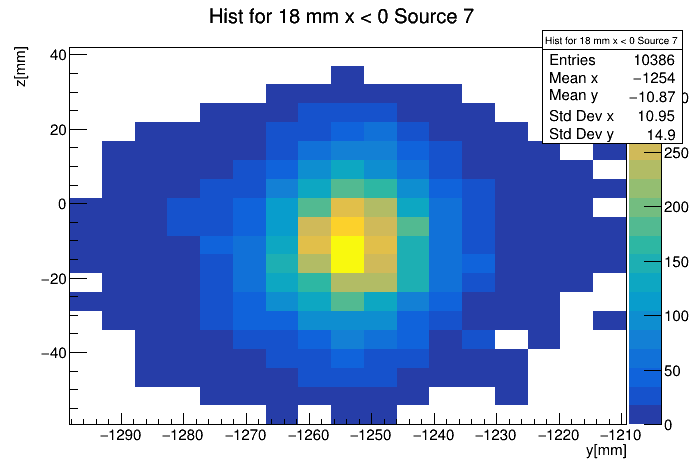 Hist for 18 mm x < 0 Source 7
z[mm]
Hist for 18 mm x < 0 Source 7
Entries 10386
Mean x −1254
Mean y −10.87
Std Dev x 10.95
Std Dev y 14.9
40
20
0
−20
−40
250
200
150
100
50
0
−1290 −1280 −1270 −1260 −1250 −1240 −1230 −1220 −1210
y[mm]